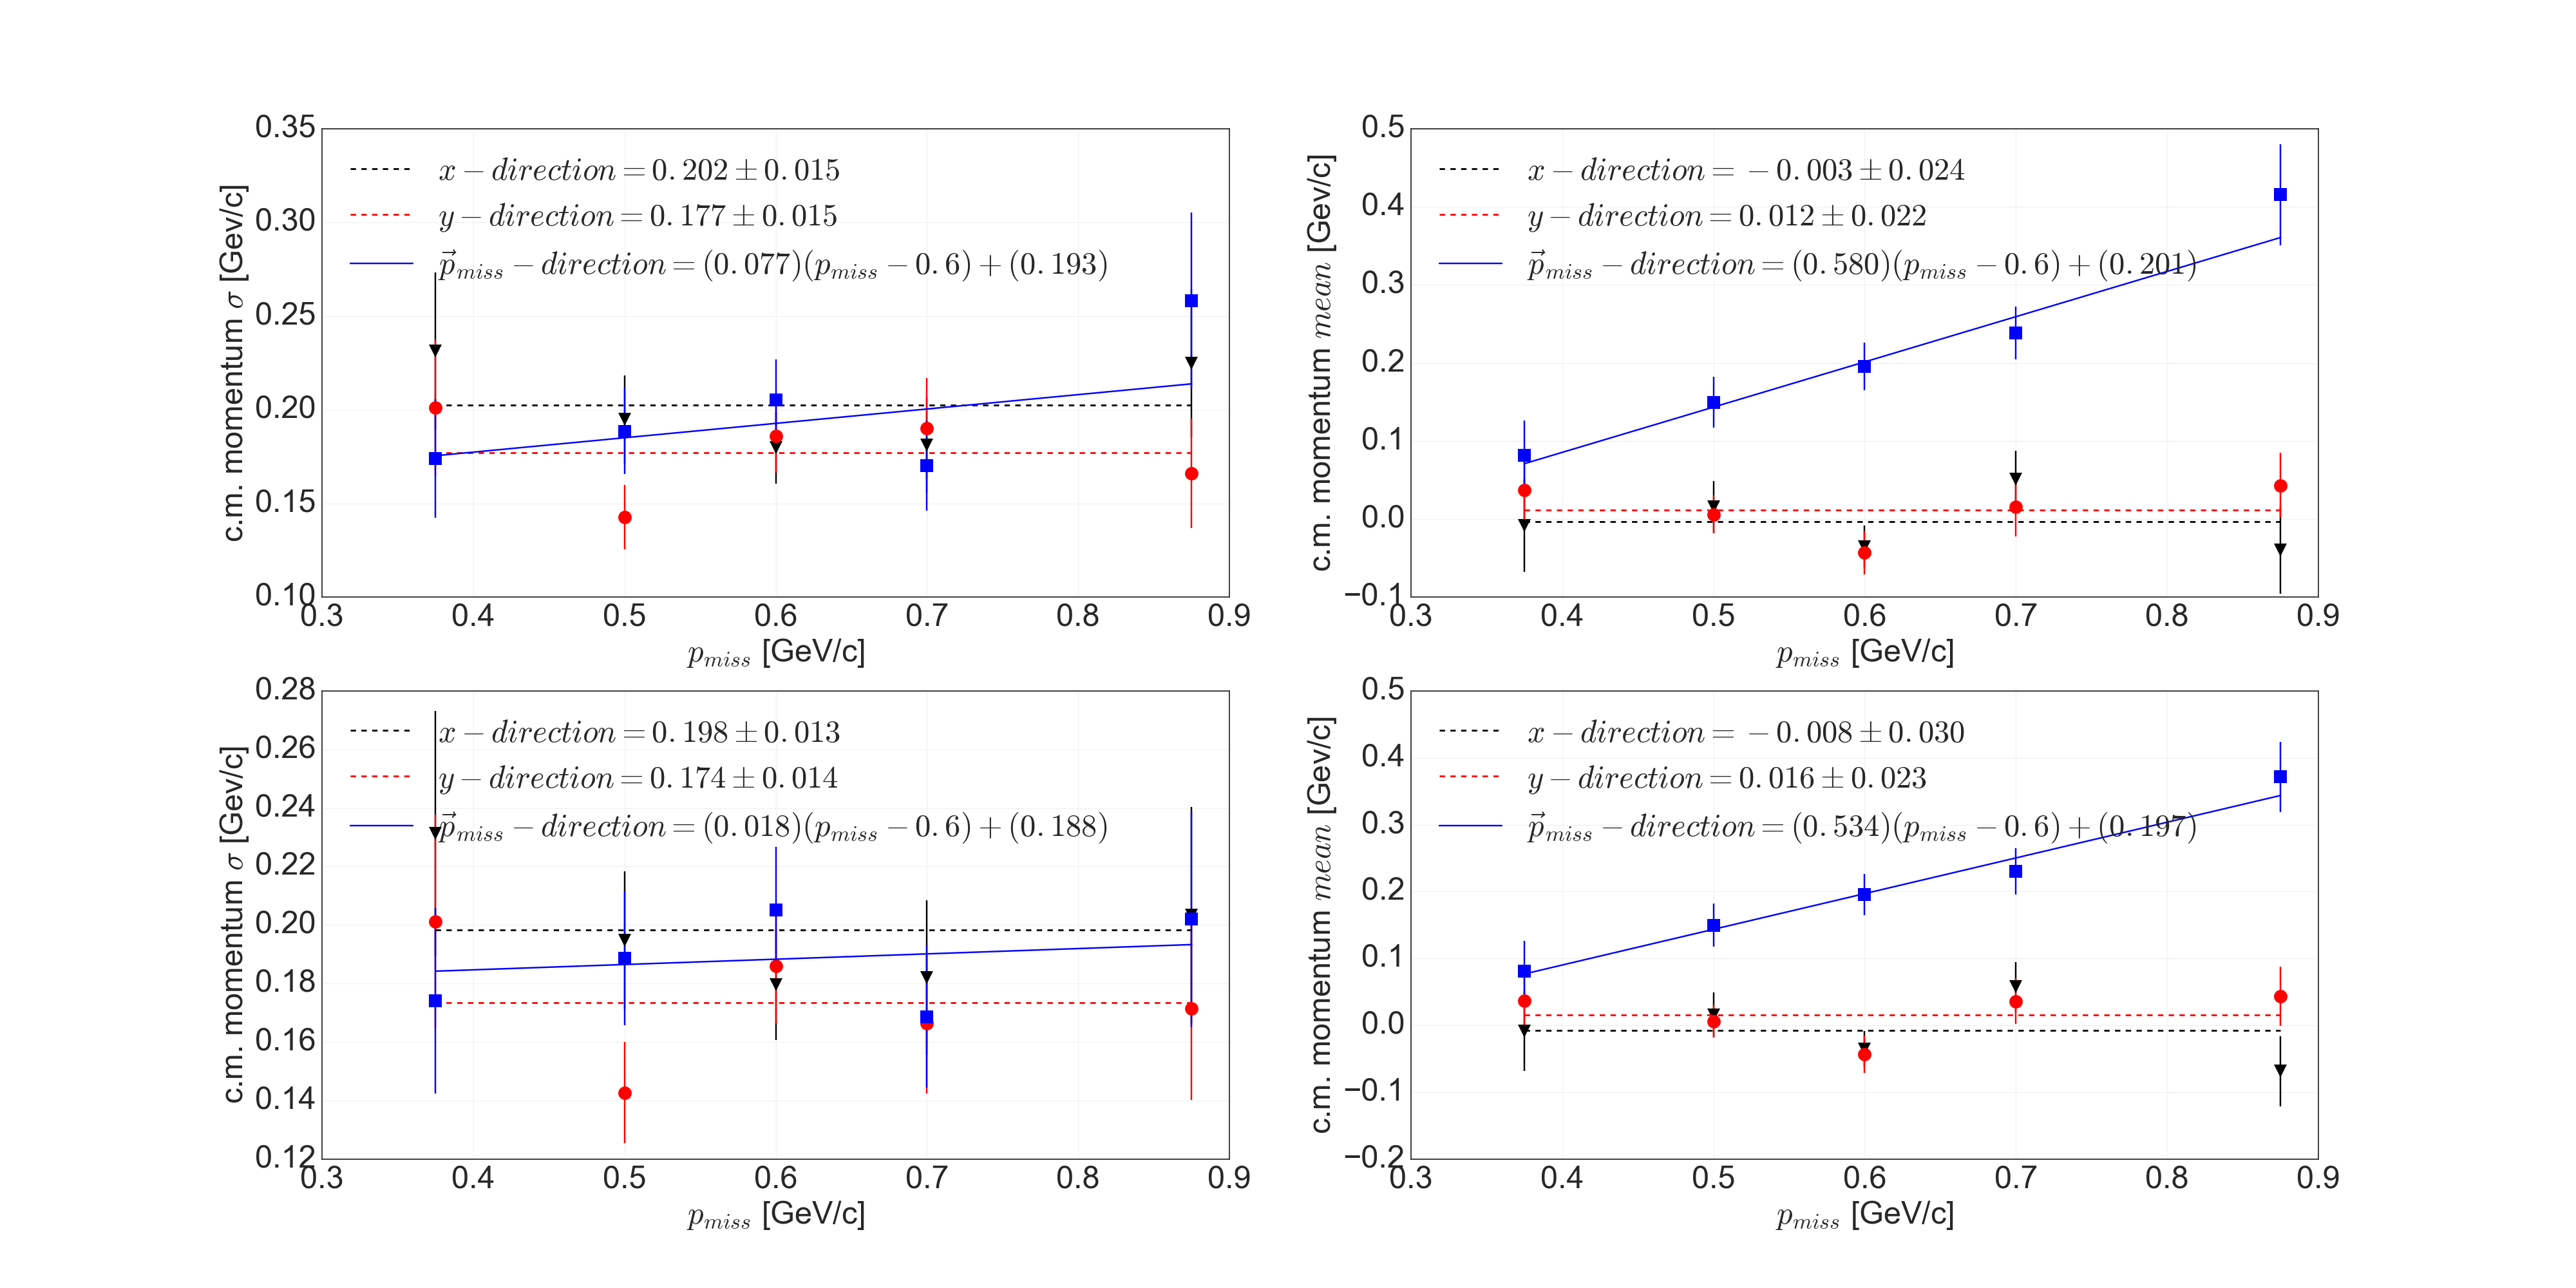 0.35
0.30
0.25
0.20
0.15
0.10
c.m. momentum σ [Gev/c]
x − direction = 0.202 ± 0.015
y − direction = 0.177 ± 0.015
p⃗miss − direction = (0.077)(pmiss − 0.6) + (0.193)
0.3 0.4 0.5 0.6 0.7 0.8 0.9
pmiss [GeV/c]
0.5
0.4
0.3
0.2
0.1
0.0
−0.1
c.m. momentum mean [Gev/c]
x − direction = − 0.003 ± 0.024
y − direction = 0.012 ± 0.022
p⃗miss − direction = (0.580)(pmiss − 0.6) + (0.201)
0.3 0.4 0.5 0.6 0.7 0.8 0.9
pmiss [GeV/c]
0.28
0.26
0.24
0.22
0.20
0.18
0.16
0.14
0.12
c.m. momentum σ [Gev/c]
x − direction = 0.198 ± 0.013
y − direction = 0.174 ± 0.014
p⃗miss − direction = (0.018)(pmiss − 0.6) + (0.188)
0.3 0.4 0.5 0.6 0.7 0.8 0.9
pmiss [GeV/c]
0.5
0.4
0.3
0.2
0.1
0.0
−0.1
−0.2
c.m. momentum mean [Gev/c]
x − direction = − 0.008 ± 0.030
y − direction = 0.016 ± 0.023
p⃗miss − direction = (0.534)(pmiss − 0.6) + (0.197)
0.3 0.4 0.5 0.6 0.7 0.8 0.9
pmiss [GeV/c]